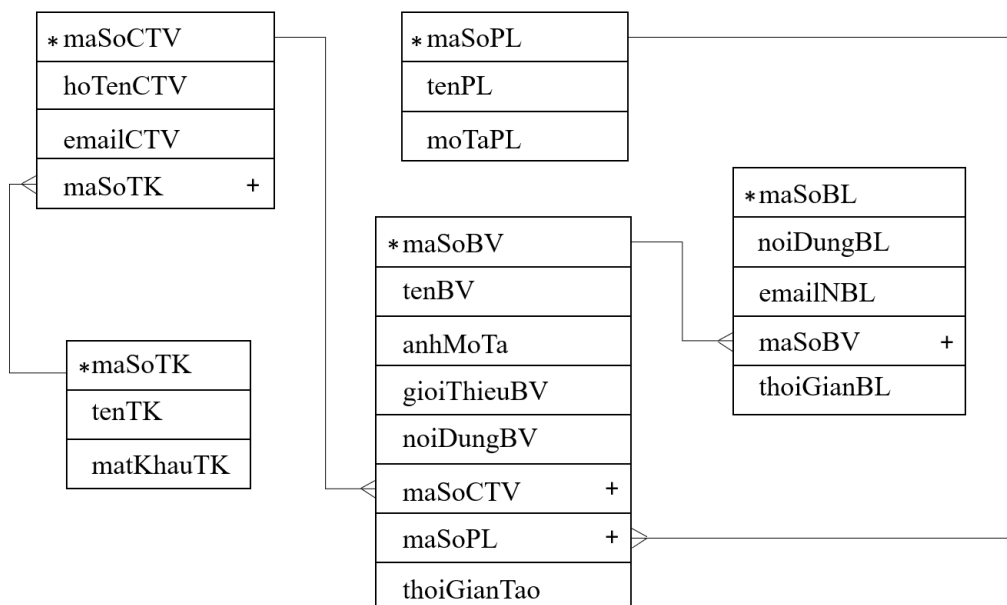 *maSoCTV
hoTenCTV
emailCTV
maSoTK +
*maSoPL
tenPL
moTaPL
*maSoBL
noiDungBL
emailNBL
maSoBV +
thoiGianBL
*maSoBV
tenBV
anhMoTa
gioiThieuBV
noiDungBV
maSoCTV +
maSoPL +
thoiGianTao
*maSoTK
tenTK
matKhauTK